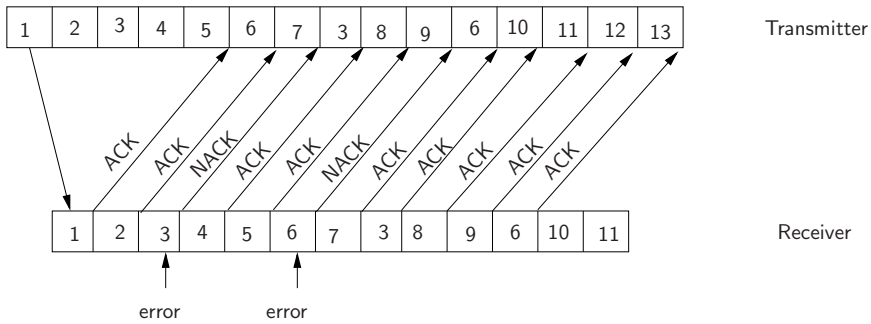 1 2 3 4 5 6 7 3 8 9 6 10 11 12 13 Transmitter
ACK ACK NACK ACK ACK NACK ACK ACK ACK ACK ACK
1 2 3 4 5 6 7 3 8 9 6 10 11 Receiver
error error